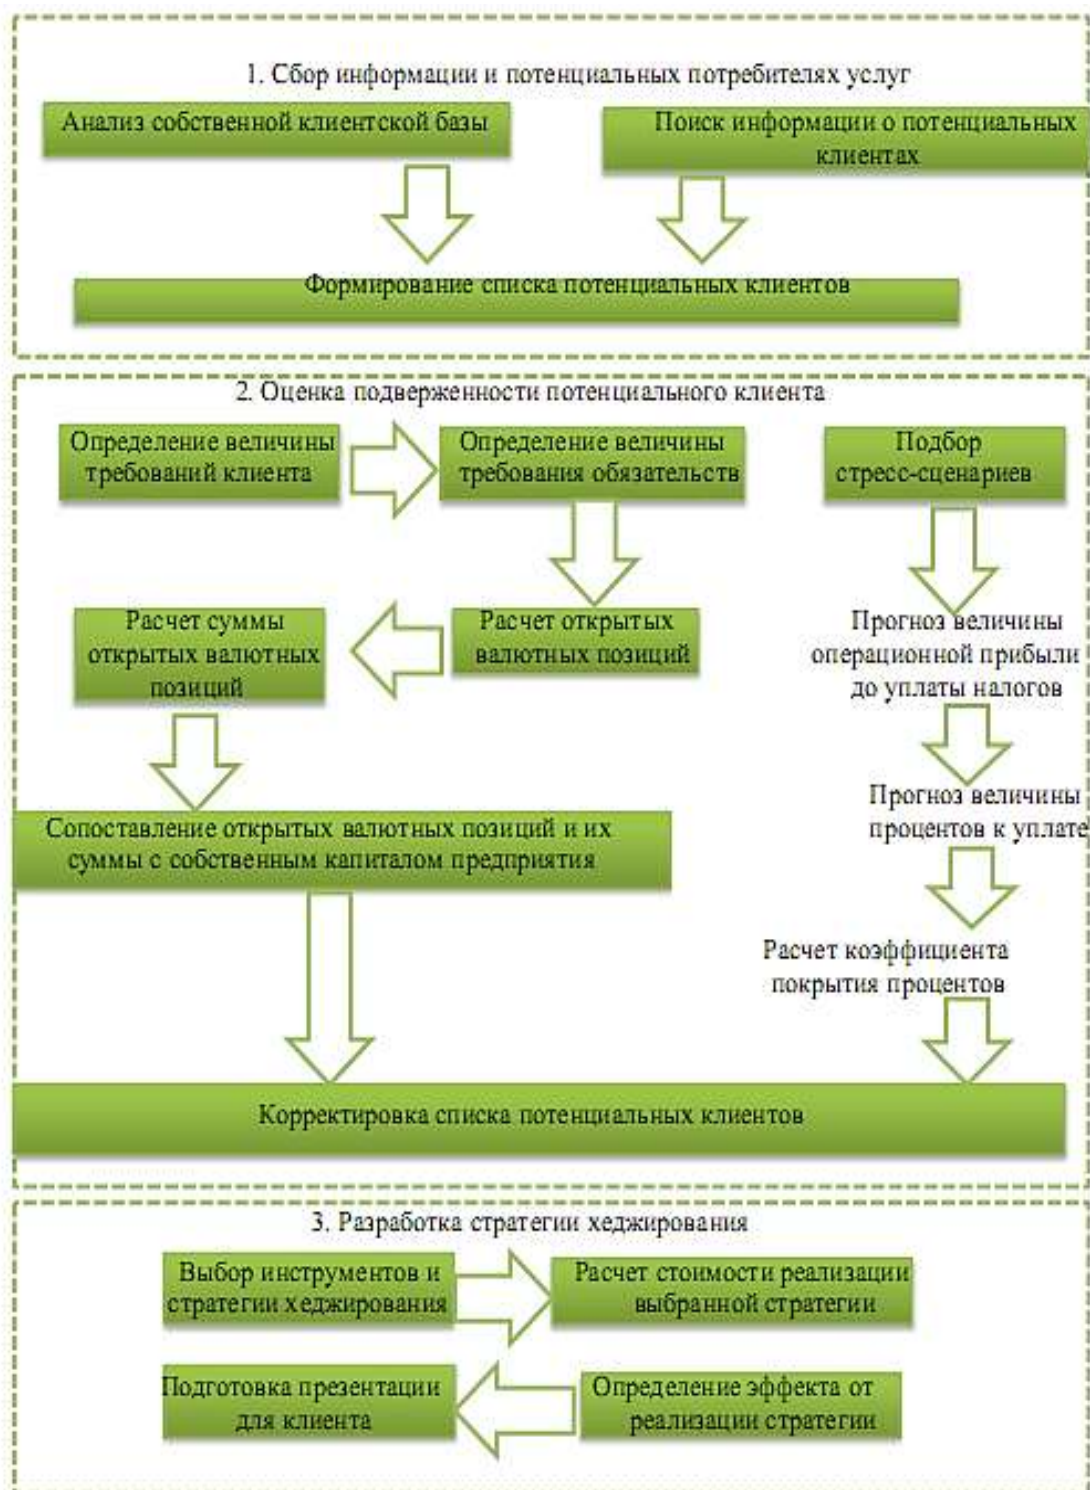 1. Сбор информации и потенциальных потребителях услуг
Анализ собственной клиентской базы
Поиск информации о потенциальных
клиентах
Формирование списка потенциальных клиентов
2. Оценка подверженности потенциального клиента
Определение величины
требований клиента
Определение величины
требования обязательств
Подбор
стресс-сценариев
Расчет суммы
открытых валютных
позиций
Расчет открытых
валютных позиций
Прогноз величины
операционной прибыли
до уплаты налогов
Прогноз величины
процентов к уплате
Сопоставление открытых валютных позиций и их
суммы с собственным капиталом предприятия
Расчет коэффициента
покрытия процентов
Корректировка списка потенциальных клиентов
3. Разработка стратегии хеджирования
Выбор инструментов и
стратегии хеджирования
Расчет стоимости реализации
выбранной стратегии
Подготовка презентации
для клиента
Определение эффекта от
реализации стратегии